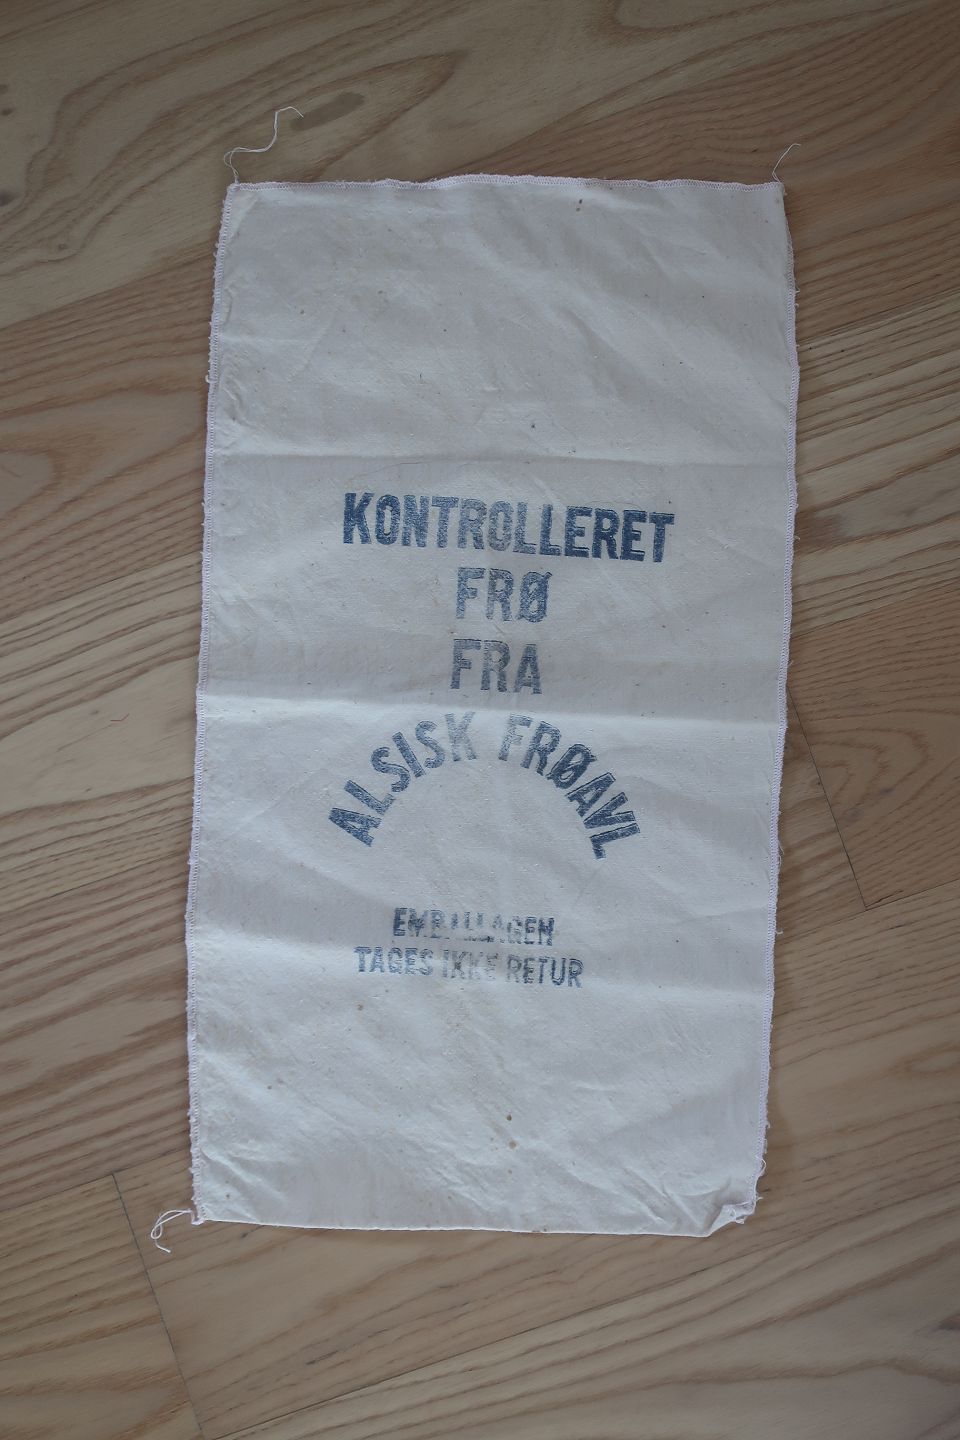 KONTROLLERET
FRØ
FRA
ALSISK FRØAVL
EMBALLAGEN
TAGES IKKE RETUR